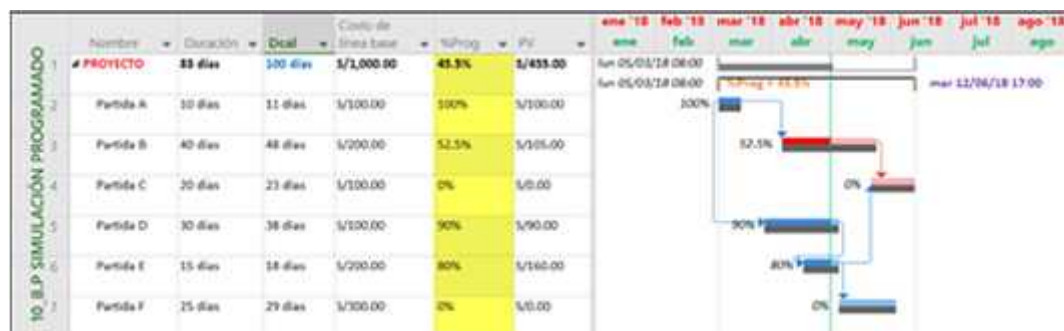 ene '18 feb '18 mar '18 abr '18 may '18 jun '18 jul '18 ago '18
Nombre Duración Dcal Costo de línea base %Prog PV ene feb mar abr may jun jul ago
1 PROYECTO 83 días 100 días S/1,000.00 45.5% S/455.00 lun 05/03/18 08:00
lun 05/03/18 08:00 %Prog = 45.5% mar 12/06/18 17:00
2 Partida A 10 días 11 días S/100.00 100% S/100.00 100%
3 Partida B 40 días 48 días S/200.00 52.5% S/105.00 52.5%
4 Partida C 20 días 23 días S/100.00 0% S/0.00 0%
5 Partida D 30 días 38 días S/100.00 90% S/90.00 90%
6 Partida E 15 días 18 días S/200.00 80% S/160.00 80%
7 Partida F 25 días 29 días S/300.00 0% S/0.00 0%
10_B.P SIMULACIÓN PROGRAMADO